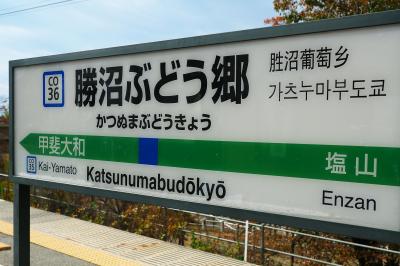 CO
36
勝沼ぶどう郷
胜沼葡萄乡
가츠누마부도쿄
かつぬまぶどうきょう
甲斐大和
塩山
CO
35
Kai-Yamato
Katsunumabudōkyō
Enzan